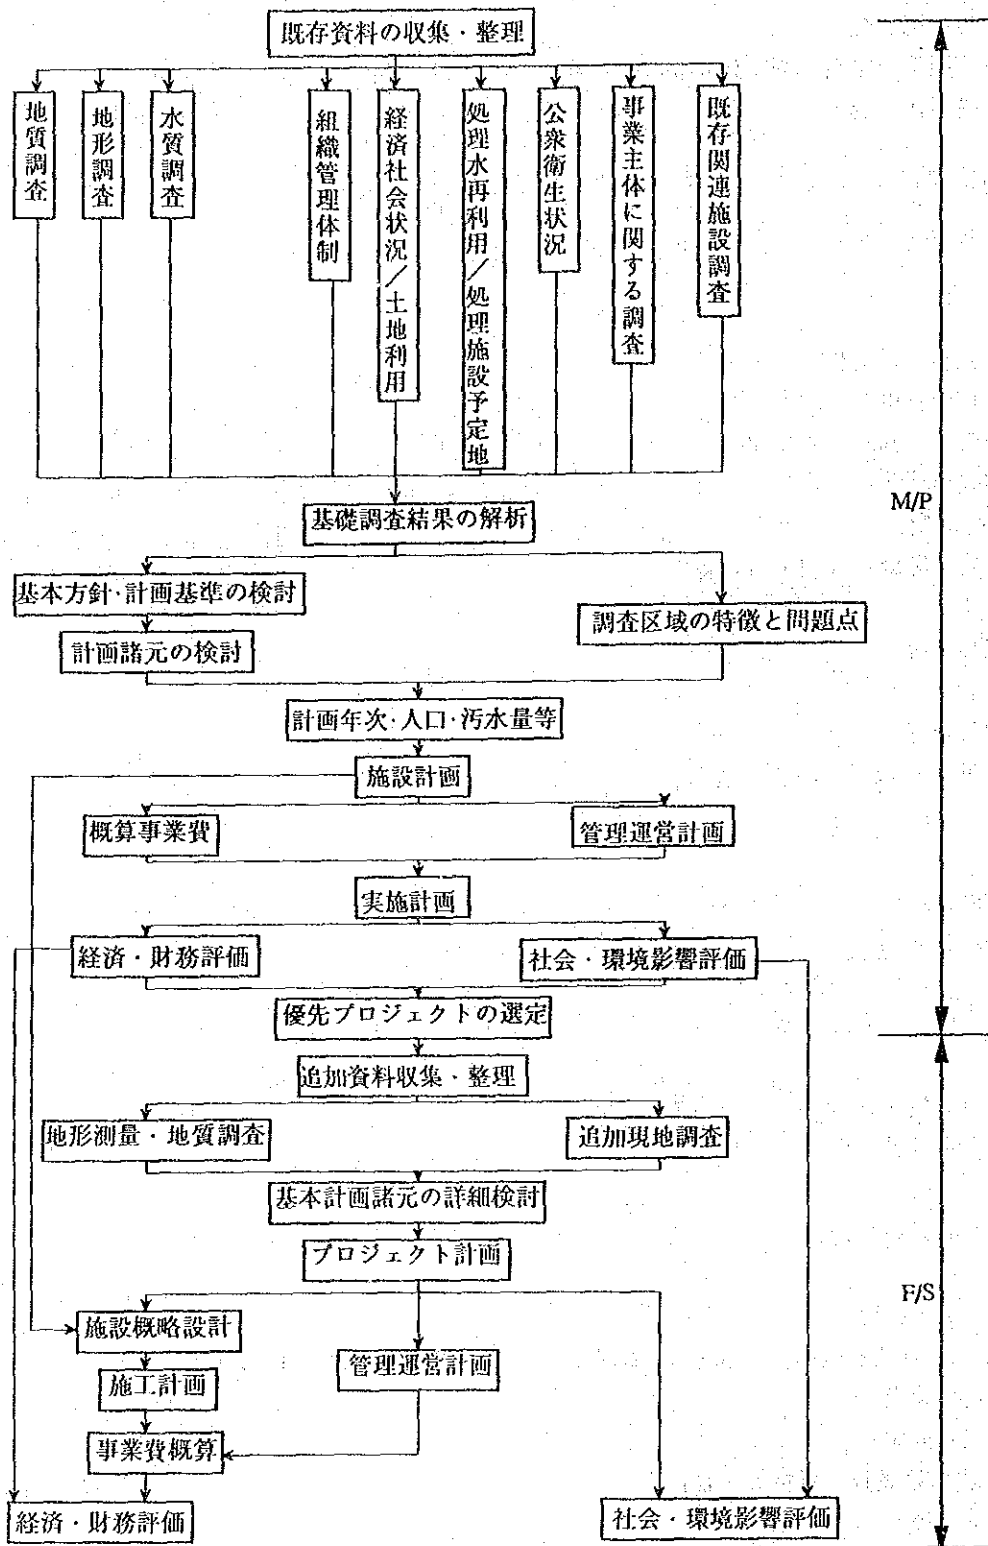 既存資料の収集・整理
地質調査
地形調査
水質調査
組織管理体制
経済社会状況/土地利用
処理水再利用/処理施設予定地
公衆衛生状況
事業主体に関する調査
既存関連施設調査
M/P
基礎調査結果の解析
基本方針・計画基準の検討
調査区域の特徴と問題点
計画諸元の検討
計画年次・人口・汚水量等
施設計画
概算事業費
管理運営計画
実施計画
経済・財務評価
社会・環境影響評価
優先プロジェクトの選定
追加資料収集・整理
地形測量・地質調査
追加現地調査
基本計画諸元の詳細検討
プロジェクト計画
F/S
施設概略設計
管理運営計画
施工計画
事業費概算
経済・財務評価
社会・環境影響評価